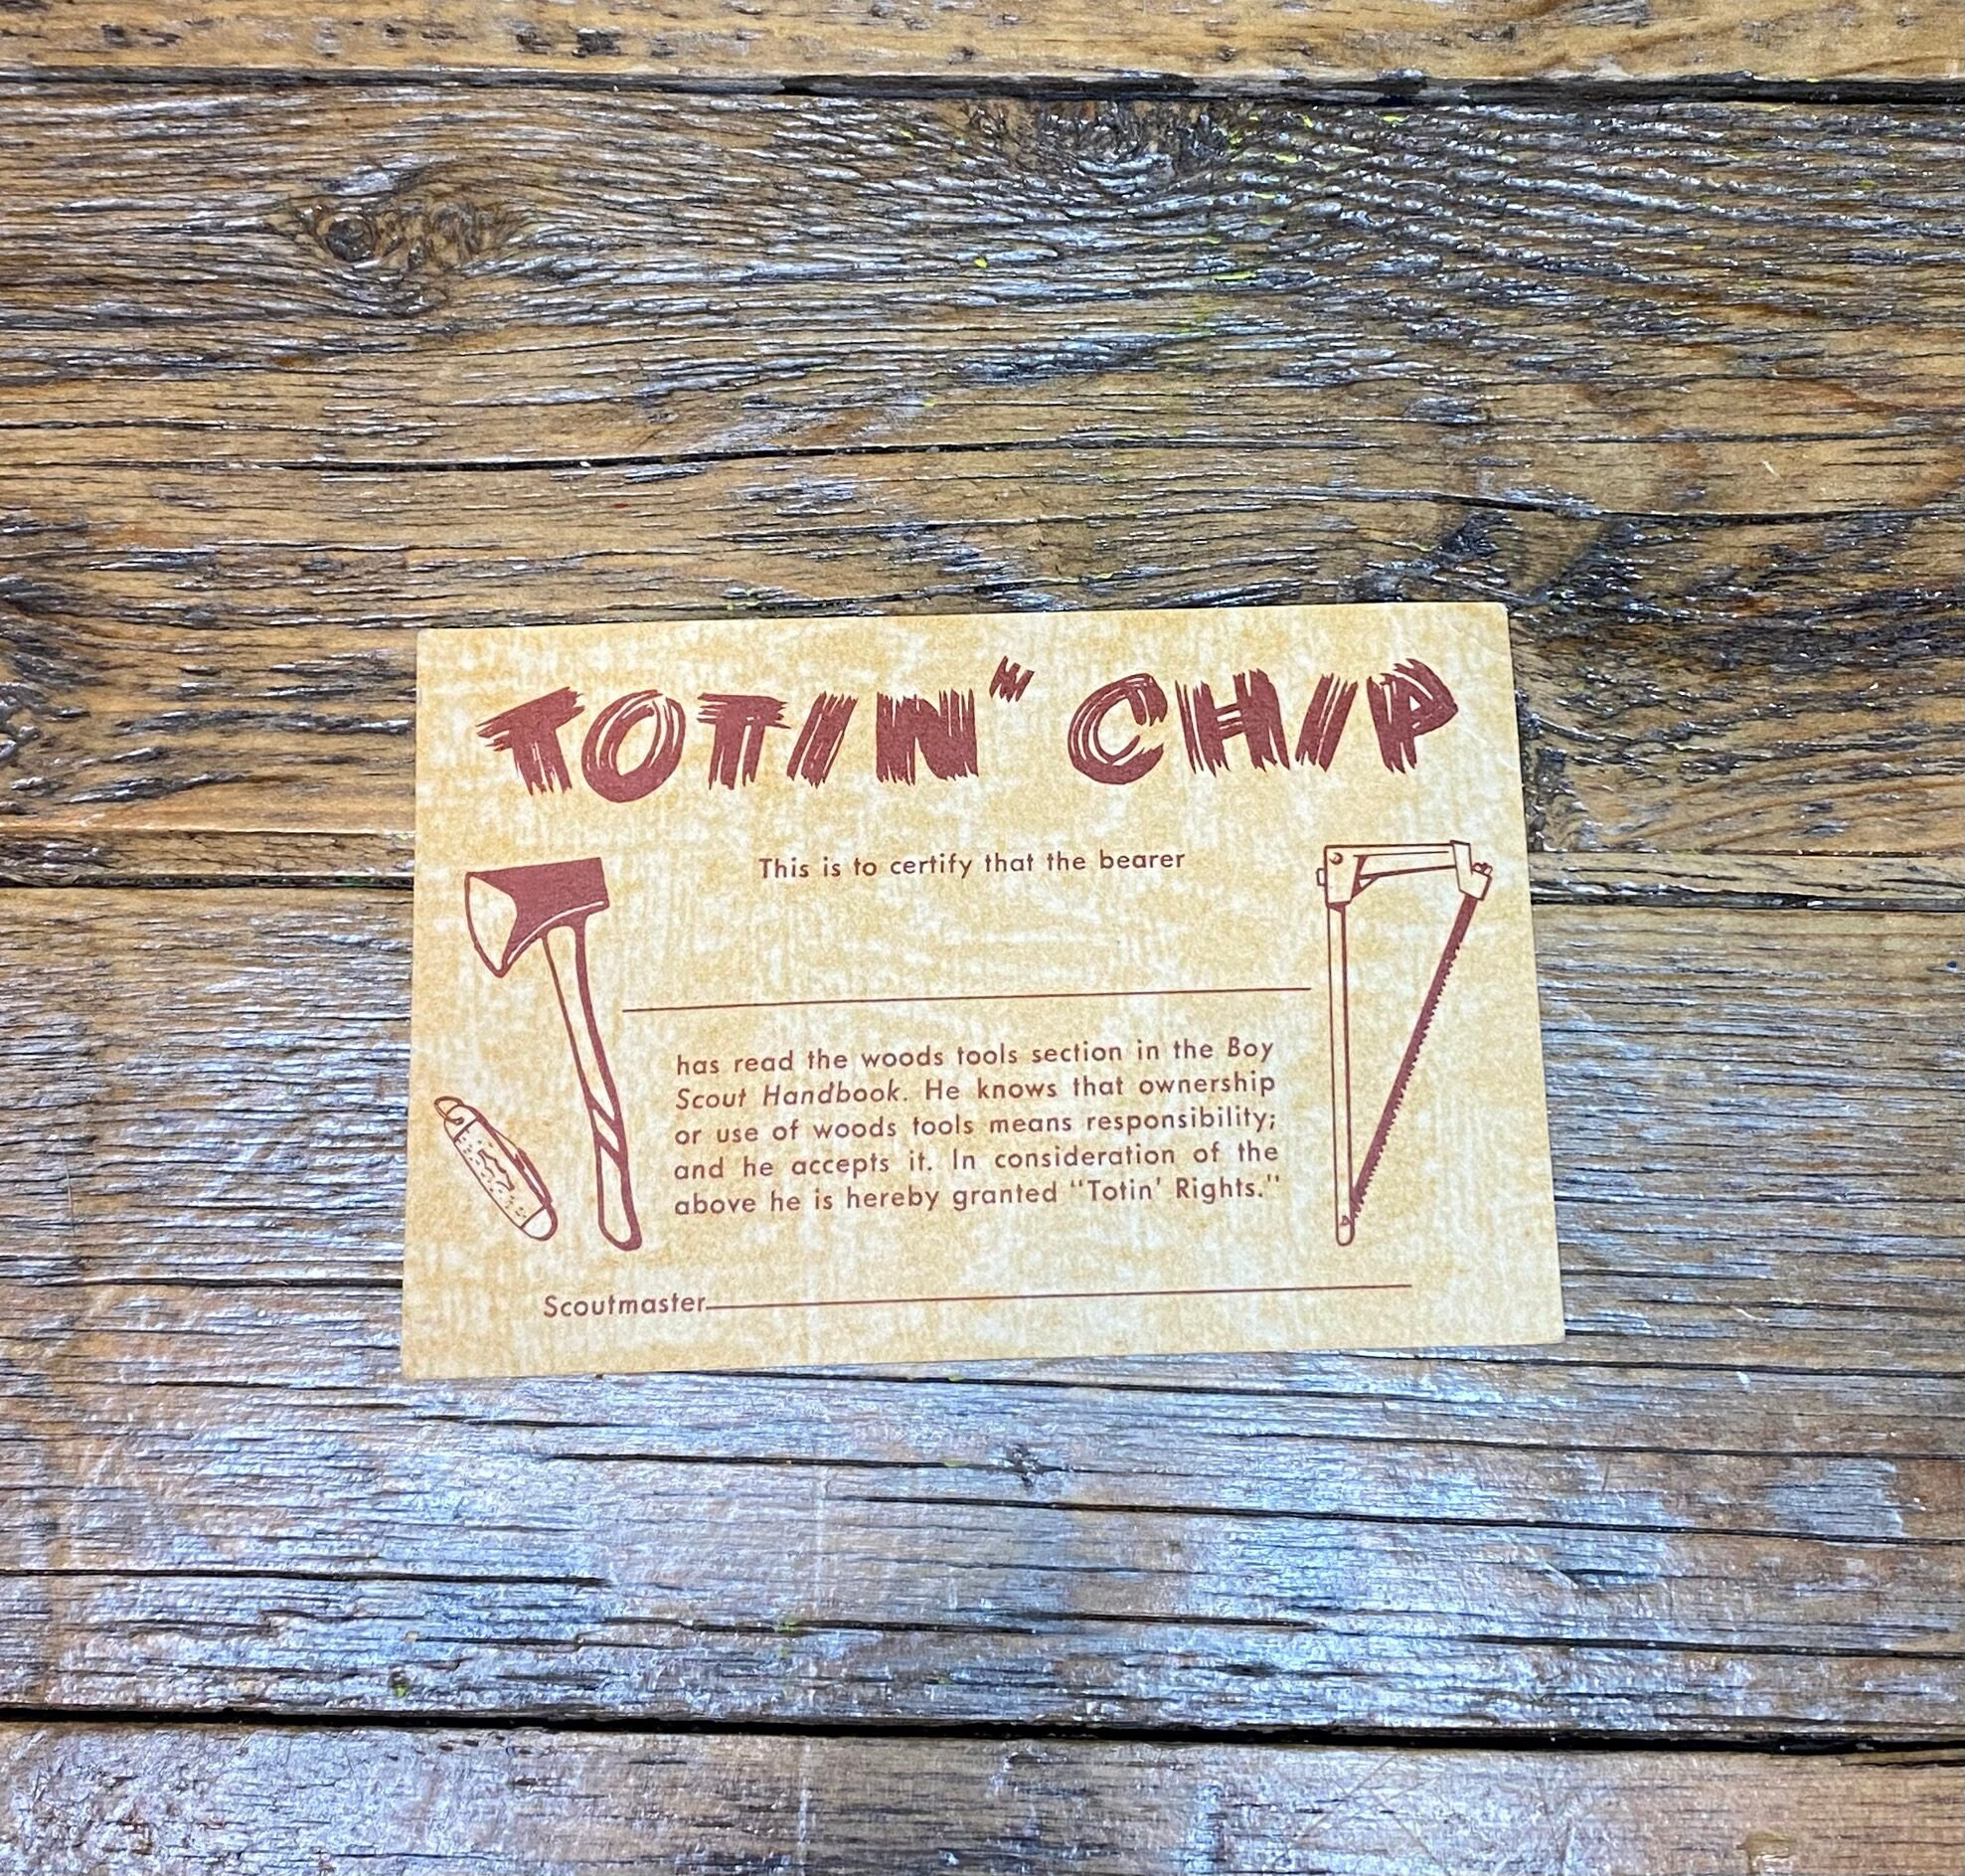 TOTIN' CHIP
This is to certify that the bearer
has read the woods tools section in the Boy
Scout Handbook. He knows that ownership
or use of woods tools means responsibility;
and he accepts it. In consideration of the
above he is hereby granted "Totin' Rights."
Scoutmaster